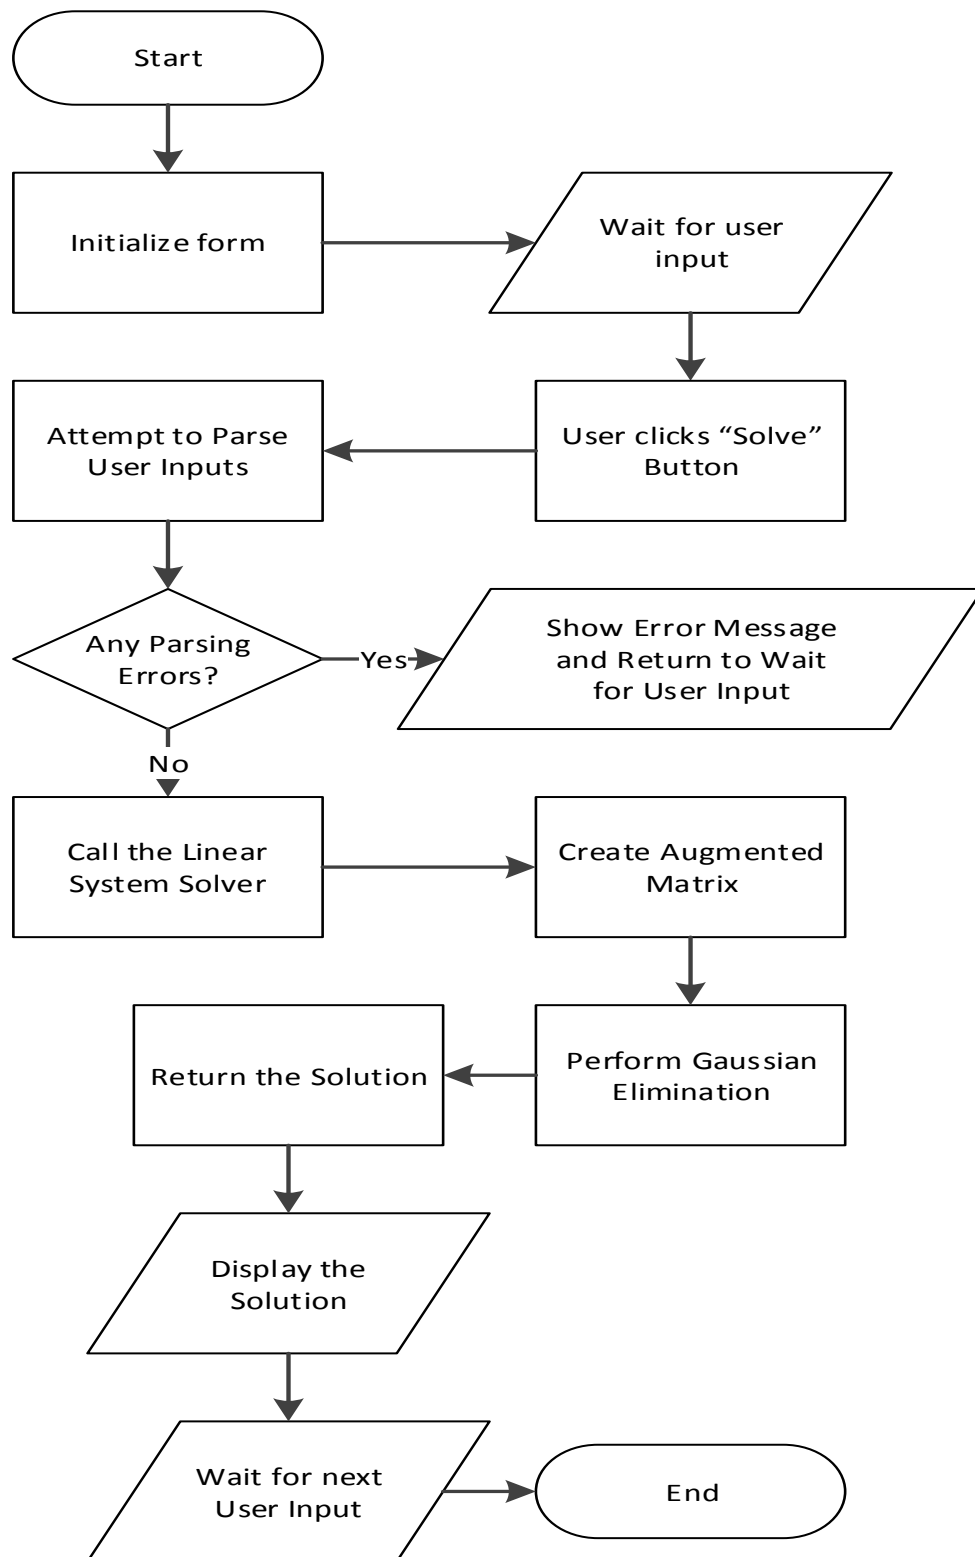 Start
Initialize form
Wait for user
input
User clicks “Solve”
Button
Attempt to Parse
User Inputs
Any Parsing
Errors?
Yes
Show Error Message
and Return to Wait
for User Input
No
Call the Linear
System Solver
Create Augmented
Matrix
Perform Gaussian
Elimination
Return the Solution
Display the
Solution
Wait for next
User Input
End